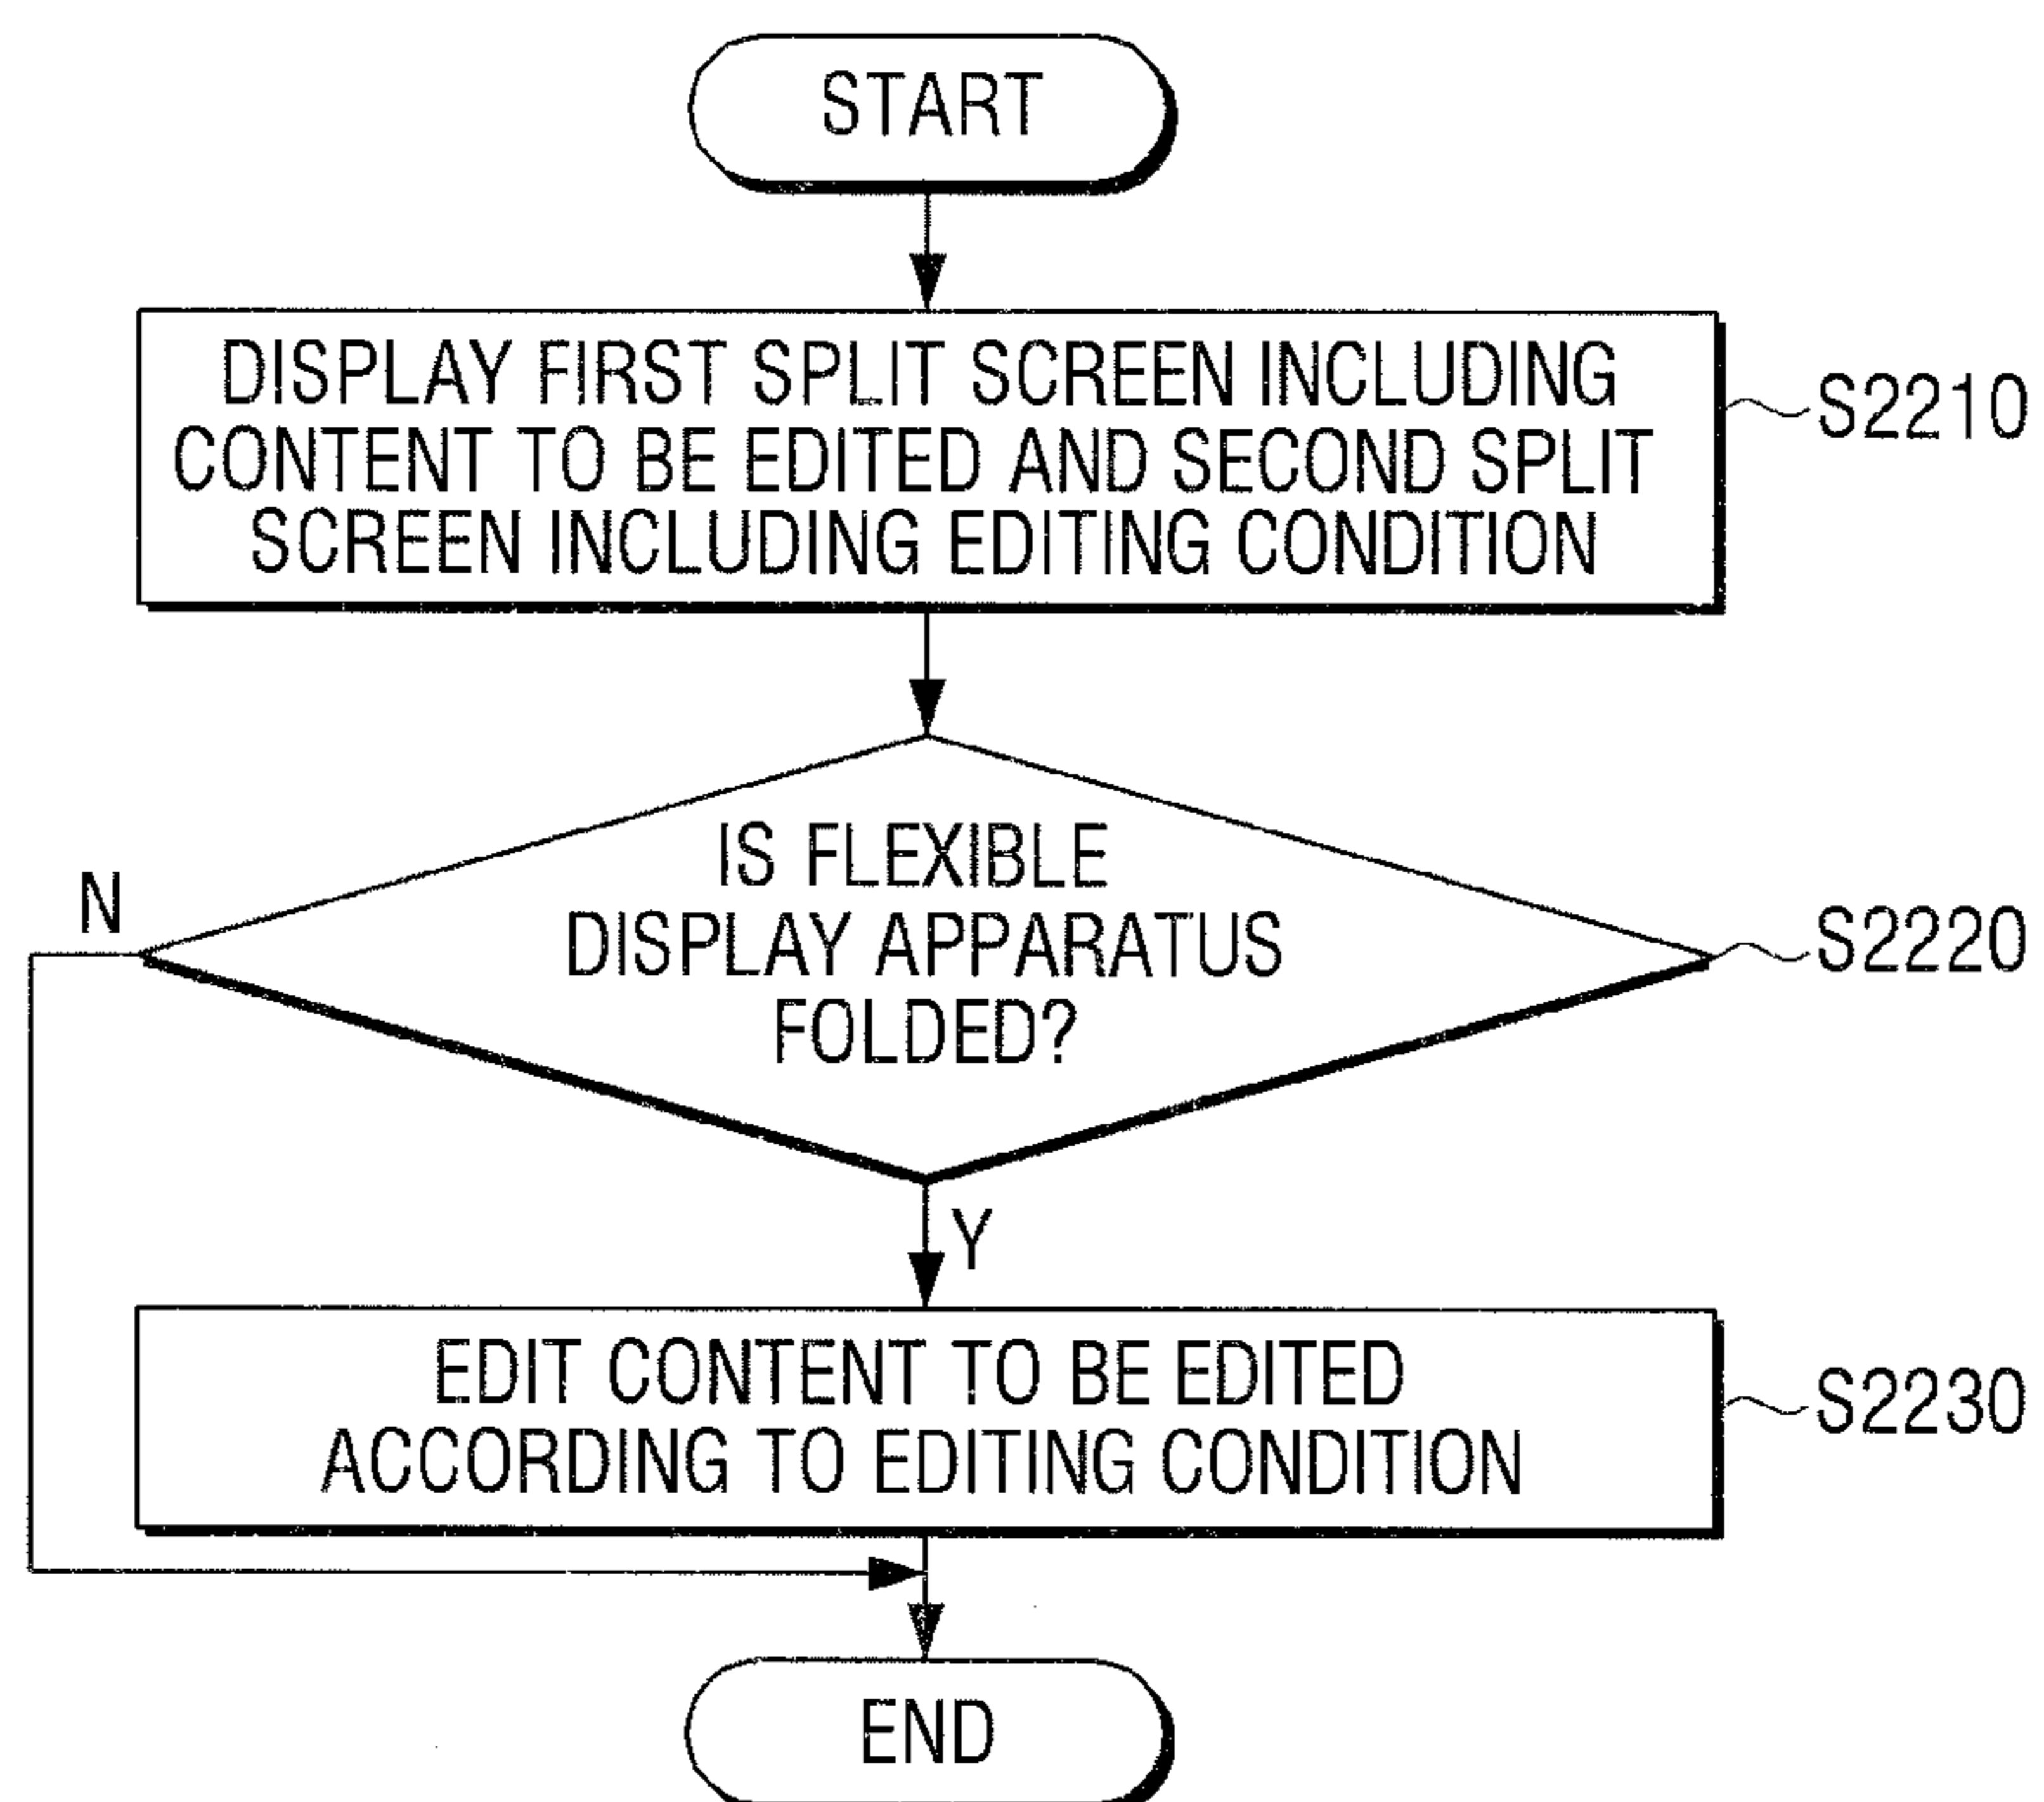 START
DISPLAY FIRST SPLIT SCREEN INCLUDING
CONTENT TO BE EDITED AND SECOND SPLIT
SCREEN INCLUDING EDITING CONDITION
S2210
IS FLEXIBLE
DISPLAY APPARATUS
FOLDED?
N
S2220
Y
EDIT CONTENT TO BE EDITED
ACCORDING TO EDITING CONDITION
S2230
END